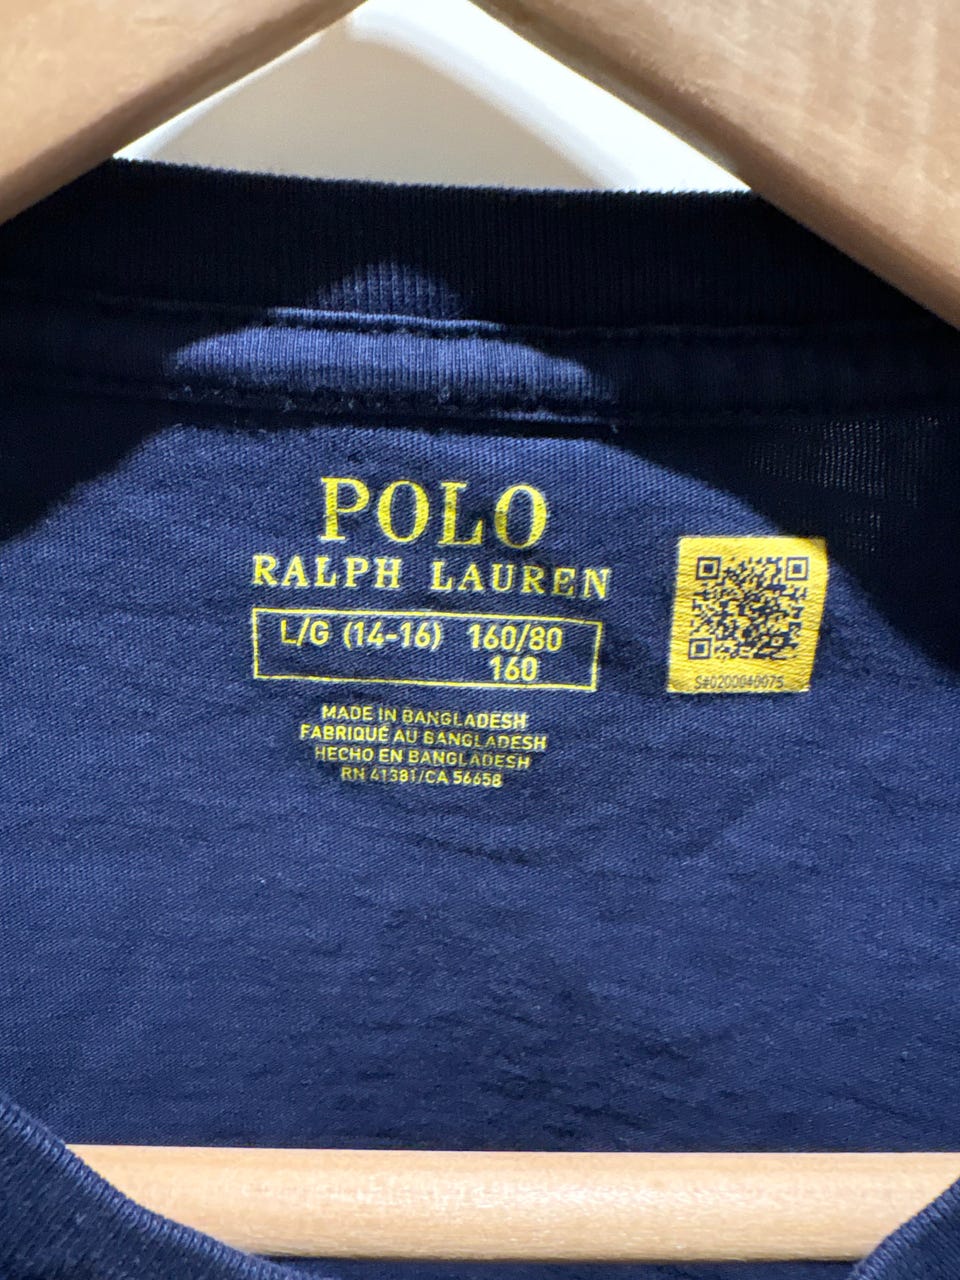 POLO
RALPH LAUREN
L/G (14-16) 160/80
160
MADE IN BANGLADESH
FABRIQUÉ AU BANGLADESH
HECHO EN BANGLADESH
RN 41381/CA 56658
S#0200040075